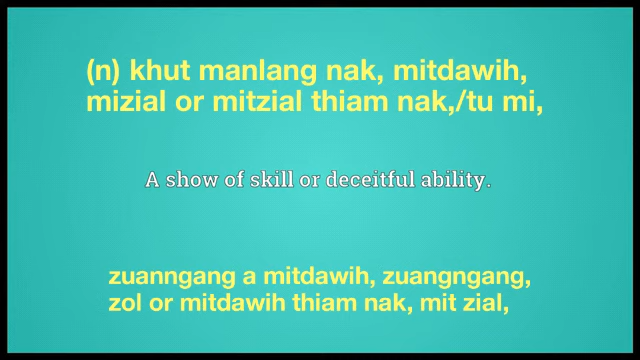 (n) khut manlang nak, mitdawih,
mizial or mitzial thiam nak,/tu mi,
A show of skill or deceitful ability.
zuanngang a mitdawih, zuangngang,
zol or mitdawih thiam nak, mit zial,